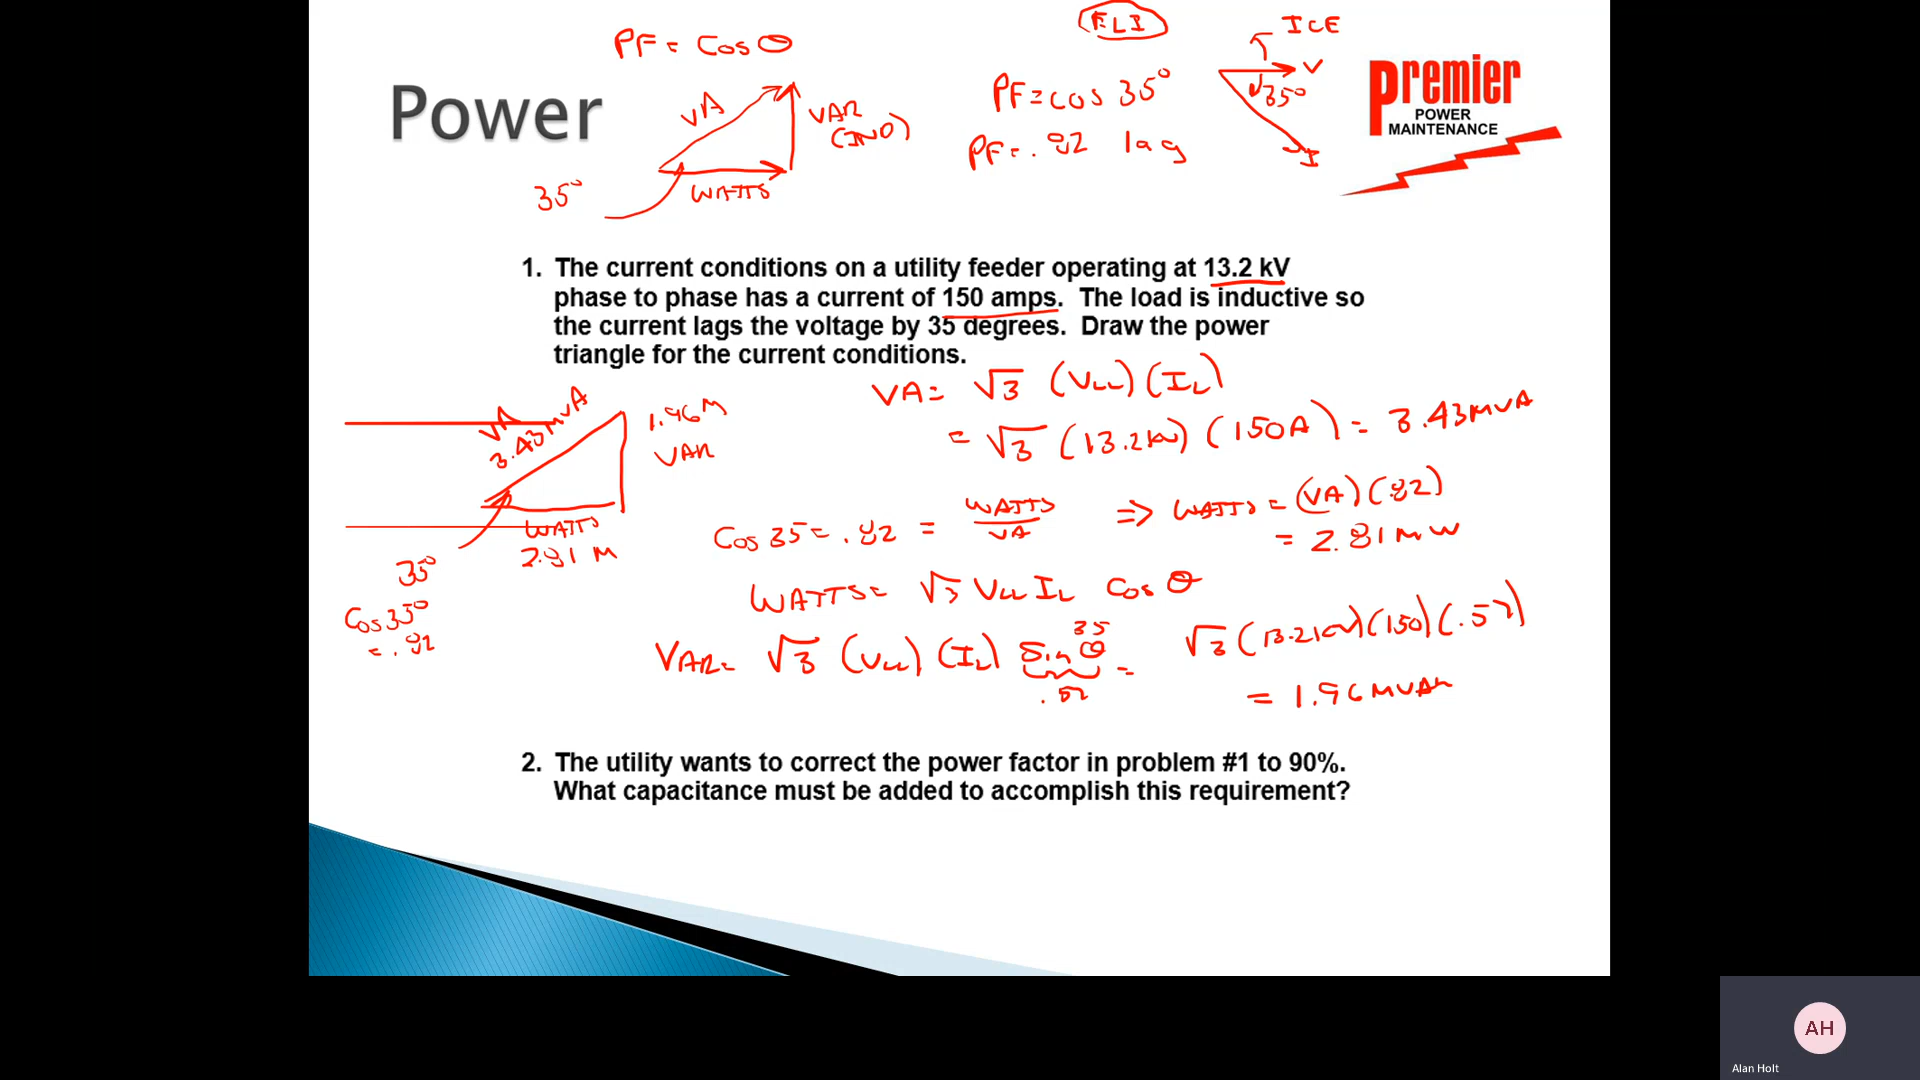 PF = COS θ
ELI
ICE
V
35°
I
Power
VA
VAR
(IND)
WATTS
35°
PF = COS 35°
PF = .82 lag
premier
POWER
MAINTENANCE
1. The current conditions on a utility feeder operating at 13.2 kV
phase to phase has a current of 150 amps. The load is inductive so
the current lags the voltage by 35 degrees. Draw the power
triangle for the current conditions.
VA = √3 (VLL) (IL)
= √3 (13.2kV) (150A) = 3.43MVA
VA
3.43MVA
1.96M
VAR
WATTS
2.81 M
35°
Cos 35°
= .82
Cos 35 = .82 = WATTS / VA ⇒ WATTS = (VA) (.82)
= 2.81MW
WATTS = √3 VLL IL Cos θ
35
VAR = √3 (VLL) (IL) Sin θ = √3 (13.2kV) (150) (.57)
.57
= 1.96MVAR
2. The utility wants to correct the power factor in problem #1 to 90%.
What capacitance must be added to accomplish this requirement?
AH
Alan Holt